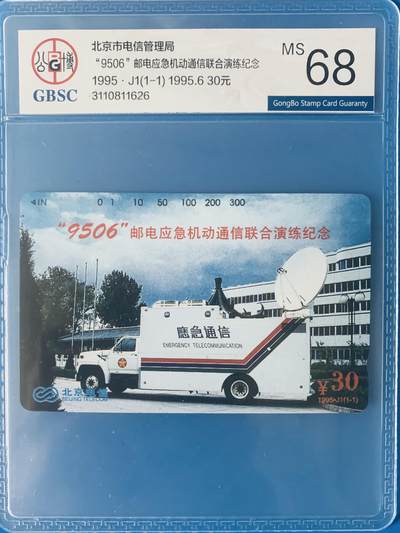 公博
GBSC
北京市电信管理局
“9506”邮电应急机动通信联合演练纪念
1995·J1(1-1) 1995.6 30元
3110811626
MS 68
GongBo Stamp Card Guaranty
IN 0 1 10 50 100 200 300
“9506”邮电应急机动通信联合演练纪念
應急通信
EMERGENCY TELECOMMUNICATION
北京电信
BEIJING TELECOM
¥30
1995·J1(1-1)